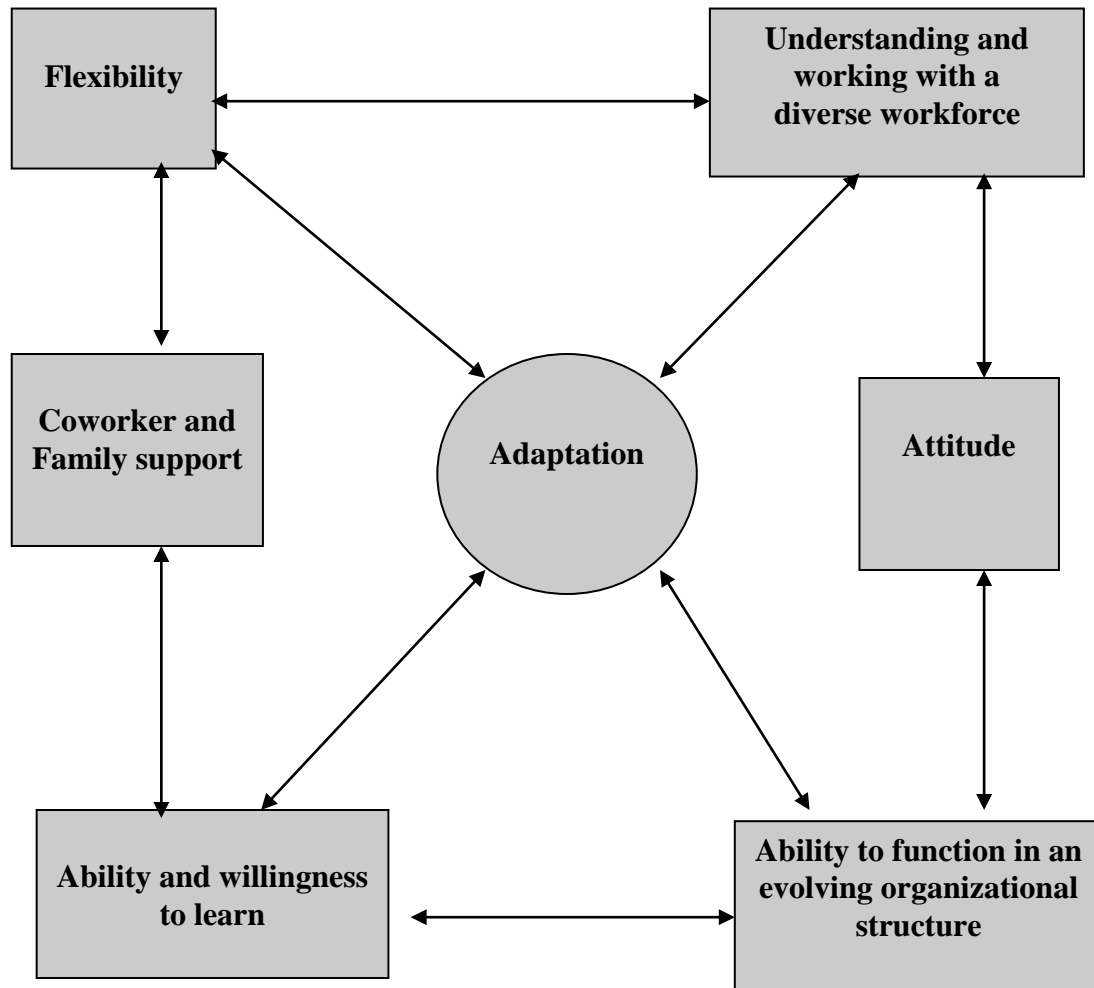 Flexibility
Understanding and
working with a
diverse workforce
Coworker and
Family support
Adaptation
Attitude
Ability and willingness
to learn
Ability to function in an
evolving organizational
structure